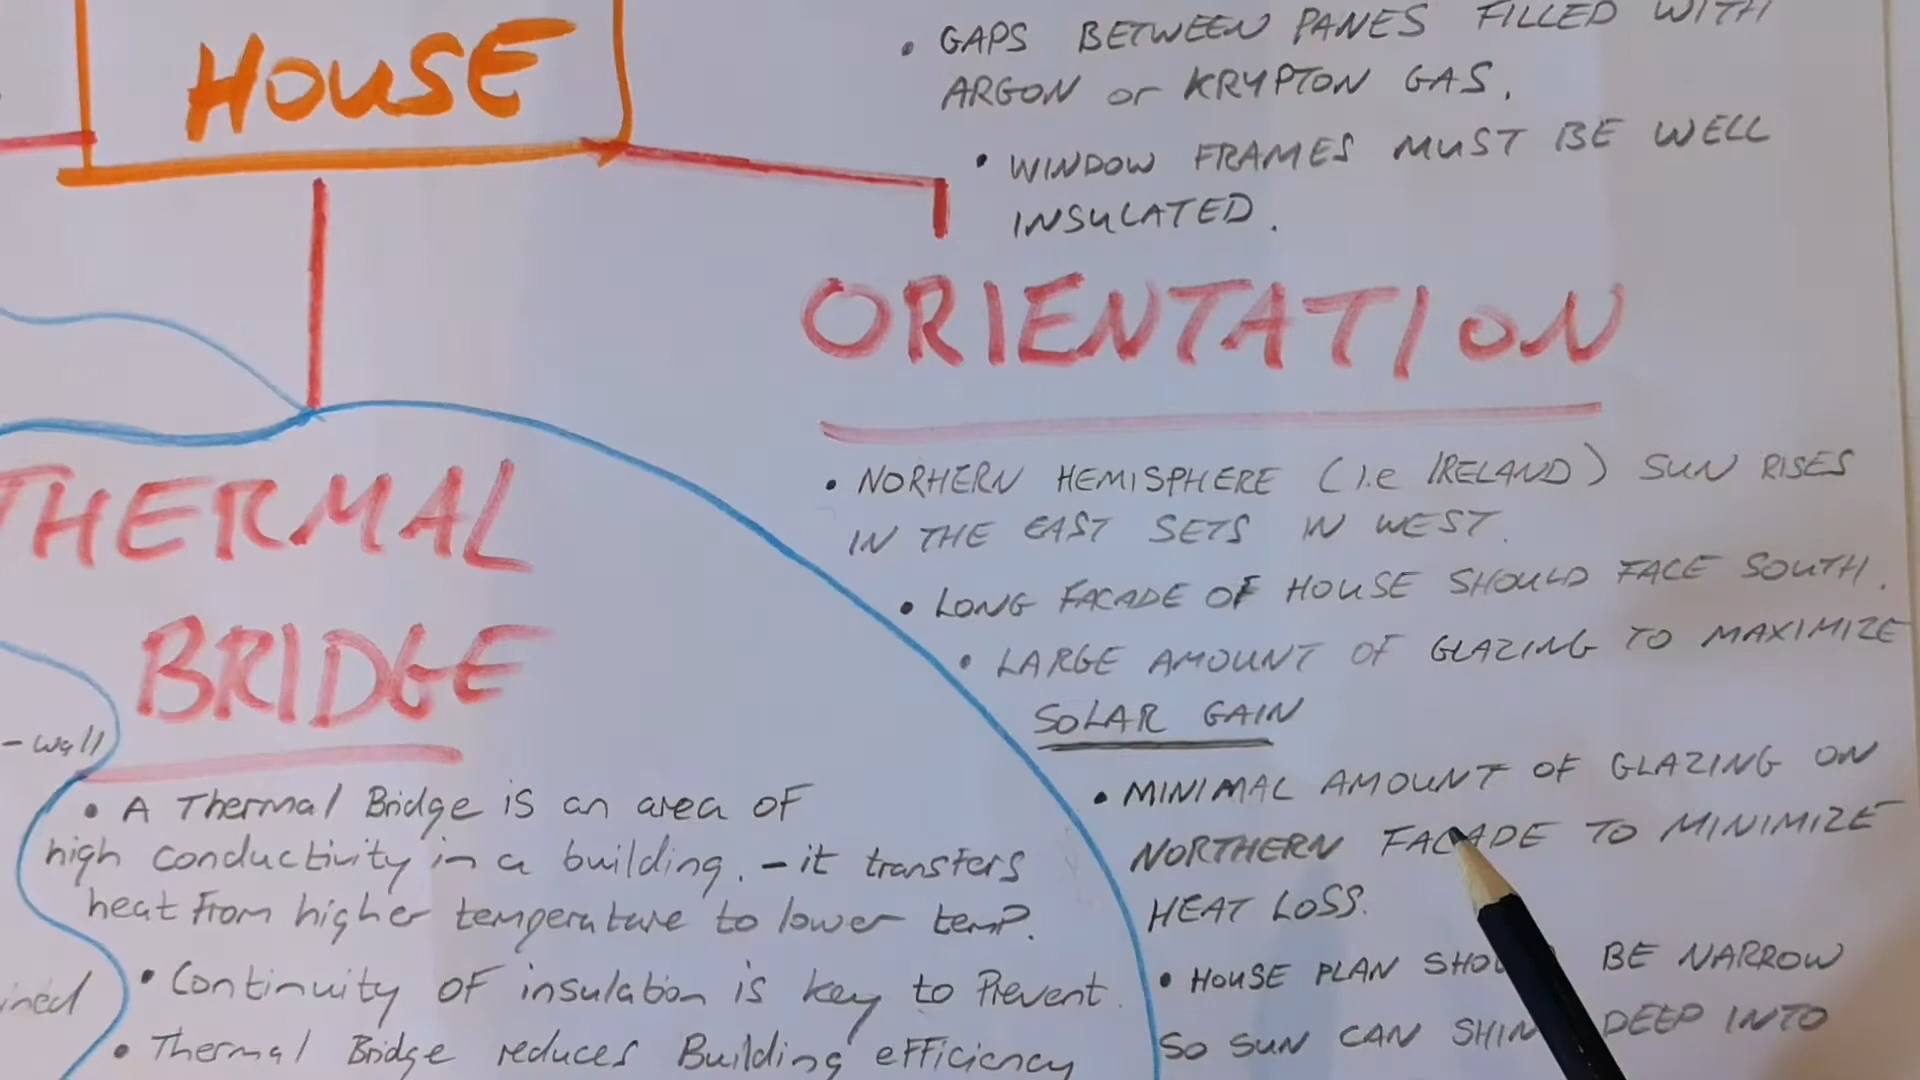 HOUSE
GAPS BETWEEN PANES FILLED WITH
ARGON or KRYPTON GAS.
WINDOW FRAMES MUST BE WELL
INSULATED.
ORIENTATION
• NORHERN HEMISPHERE (i.e IRELAND) SUN RISES
IN THE EAST SETS IN WEST.
• LONG FACADE OF HOUSE SHOULD FACE SOUTH.
• LARGE AMOUNT OF GLAZING TO MAXIMIZE
SOLAR GAIN
• MINIMAL AMOUNT OF GLAZING ON
NORTHERN FACADE TO MINIMIZE
HEAT LOSS.
• HOUSE PLAN BE NARROW
SO SUN CAN DEEP INTO
THERMAL
BRIDGE
- wall
• A Thermal Bridge is an area of
high conductivity in a building. - it transfers
heat from higher temperature to lower temp.
• Continuity of insulation is key to Prevent.
• Thermal Bridge reduces Building efficiency